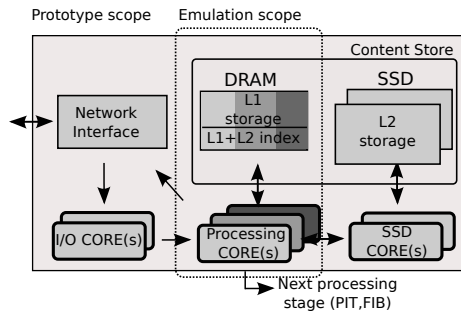 Prototype scope
Emulation scope
Content Store
DRAM
SSD
L1
storage
L1+L2 index
L2
storage
Network
Interface
I/O CORE(s)
Processing
CORE(s)
SSD
CORE(s)
Next processing
stage (PIT,FIB)